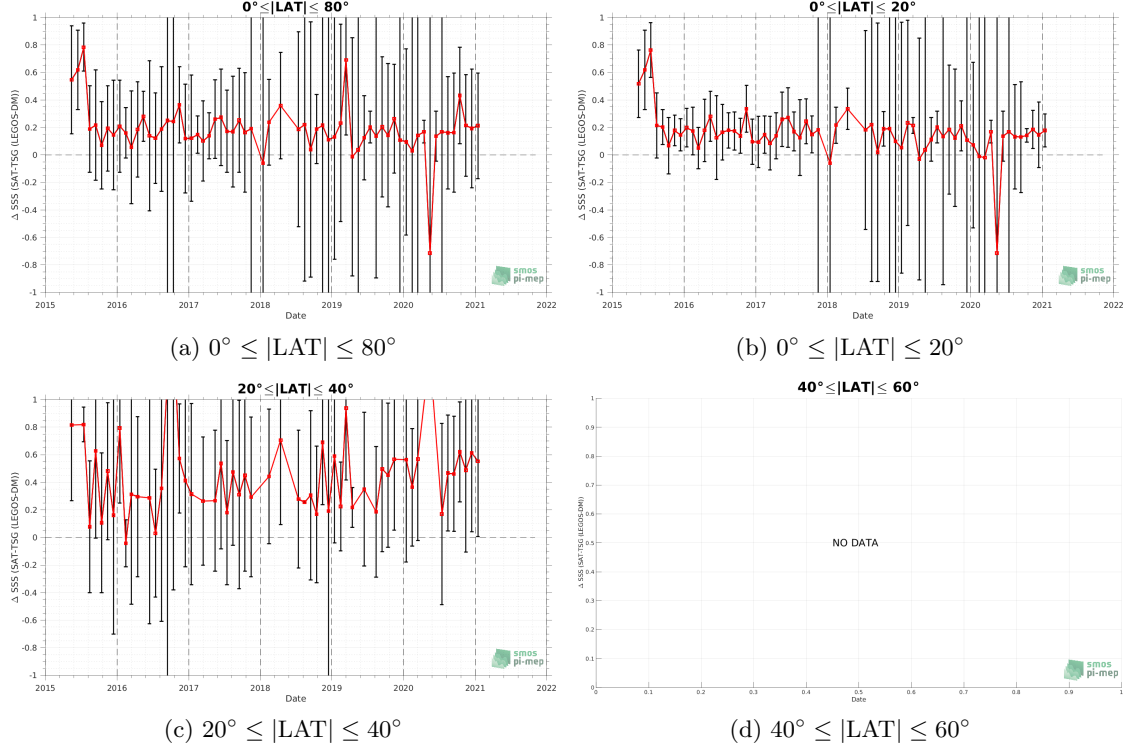 0°≤|LAT|≤ 80°
Δ SSS (SAT-TSG (LEGOS-DM))
1
0.8
0.6
0.4
0.2
0
-0.2
-0.4
-0.6
-0.8
-1
2015 2016 2017 2018 2019 2020 2021 2022
Date
smos
pi-mep
(a) 0° ≤ |LAT| ≤ 80°
0°≤|LAT|≤ 20°
Δ SSS (SAT-TSG (LEGOS-DM))
1
0.8
0.6
0.4
0.2
0
-0.2
-0.4
-0.6
-0.8
-1
2015 2016 2017 2018 2019 2020 2021 2022
Date
smos
pi-mep
(b) 0° ≤ |LAT| ≤ 20°
20°≤|LAT|≤ 40°
Δ SSS (SAT-TSG (LEGOS-DM))
1
0.8
0.6
0.4
0.2
0
-0.2
-0.4
-0.6
-0.8
-1
2015 2016 2017 2018 2019 2020 2021 2022
Date
smos
pi-mep
(c) 20° ≤ |LAT| ≤ 40°
40°≤|LAT|≤ 60°
Δ SSS (SAT-TSG (LEGOS-DM))
1
0.9
0.8
0.7
0.6
0.5
0.4
0.3
0.2
0.1
0
NO DATA
0 0.1 0.2 0.3 0.4 0.5 0.6 0.7 0.8 0.9 1
Date
smos
pi-mep
(d) 40° ≤ |LAT| ≤ 60°